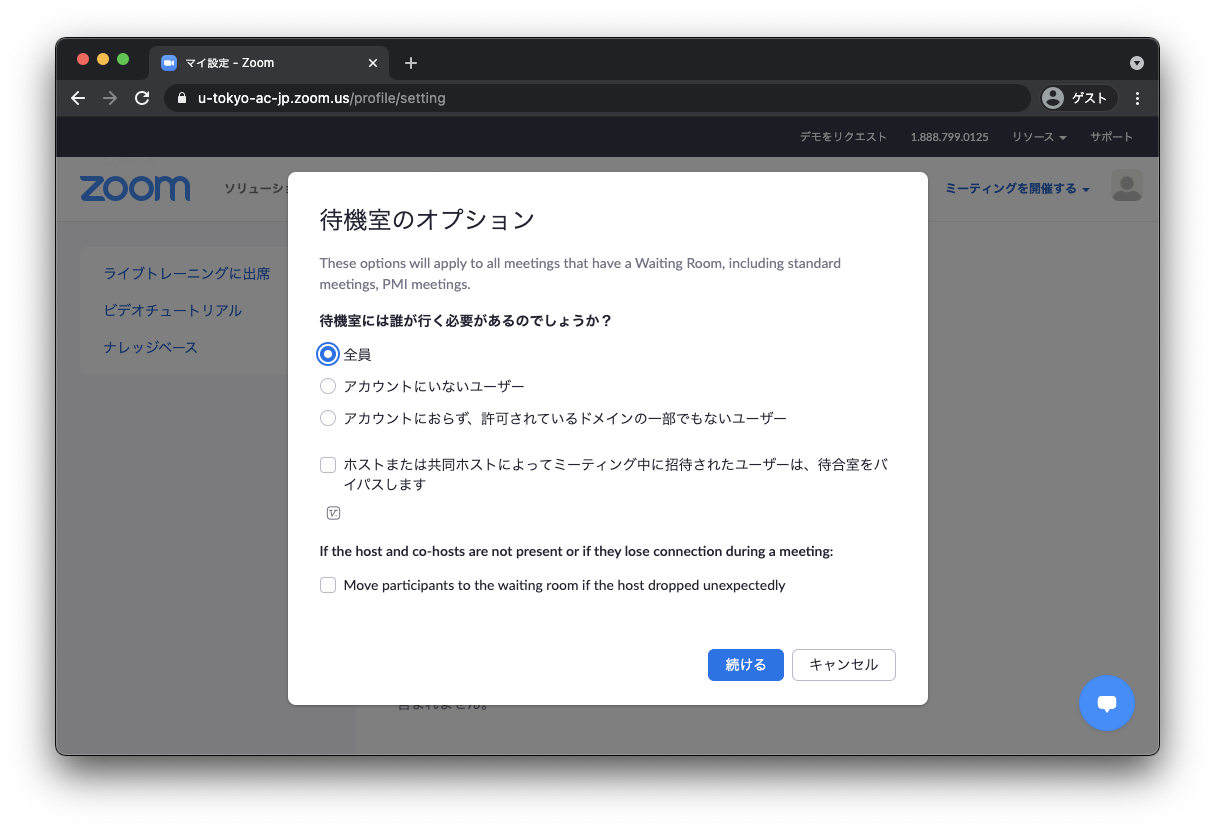 マイ設定 - Zoom
u-tokyo-ac-jp.zoom.us/profile/setting
ゲスト
デモをリクエスト 1.888.799.0125 リソース サポート
zoom ソリューシ ミーティングを開催する
ライブトレーニングに出席
ビデオチュートリアル
ナレッジベース
待機室のオプション
These options will apply to all meetings that have a Waiting Room, including standard
meetings, PMI meetings.
待機室には誰が行く必要があるのでしょうか？
全員
アカウントにいないユーザー
アカウントにおらず、許可されているドメインの一部でもないユーザー
ホストまたは共同ホストによってミーティング中に招待されたユーザーは、待合室をバ
イパスします
If the host and co-hosts are not present or if they lose connection during a meeting:
Move participants to the waiting room if the host dropped unexpectedly
続ける キャンセル
含まれません。